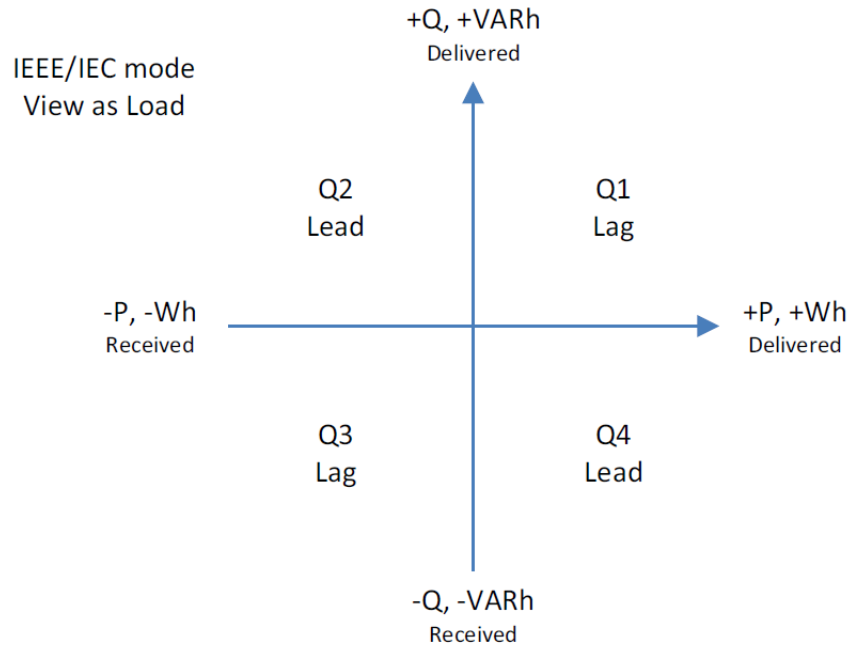 +Q, +VARh
Delivered
IEEE/IEC mode
View as Load
Q2
Lead
Q1
Lag
-P, -Wh
Received
+P, +Wh
Delivered
Q3
Lag
Q4
Lead
-Q, -VARh
Received